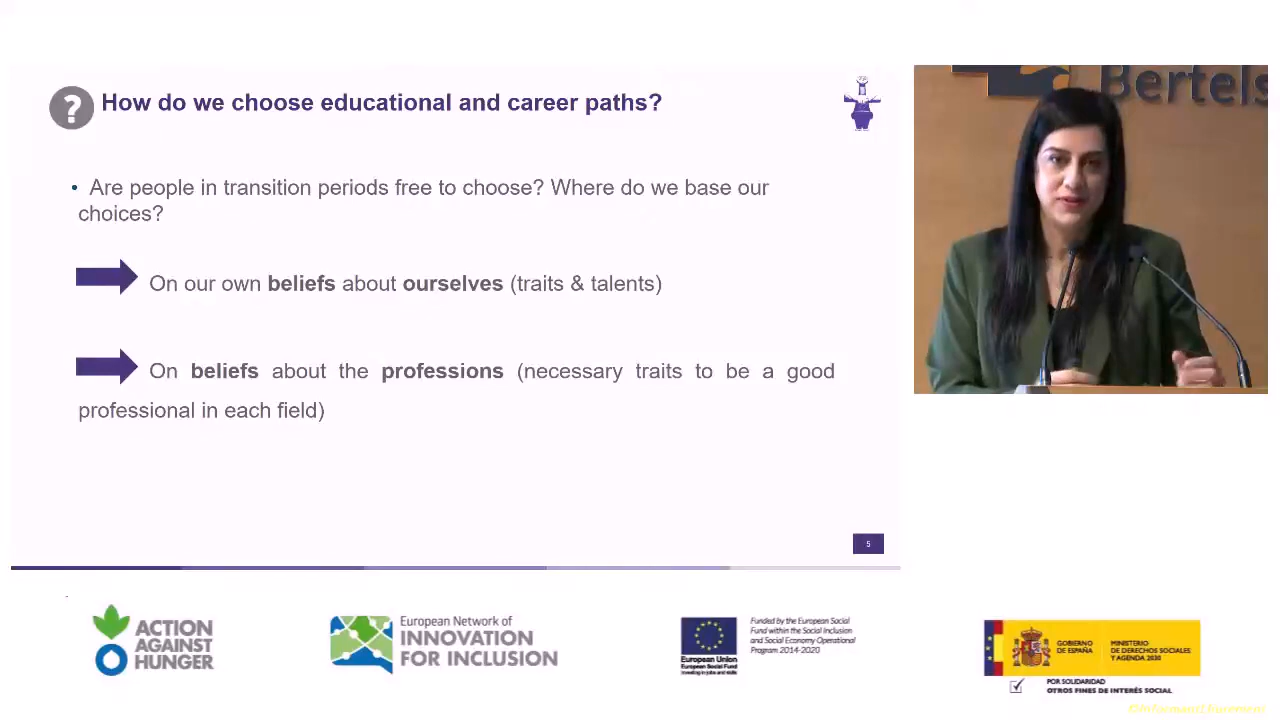 How do we choose educational and career paths?
• Are people in transition periods free to choose? Where do we base our
choices?
On our own beliefs about ourselves (traits & talents)
On beliefs about the professions (necessary traits to be a good
professional in each field)
5
Bertels
ACTION
AGAINST
HUNGER
European Network of
INNOVATION
FOR INCLUSION
European Union
European Social Fund
Investing in jobs and skills
Funded by the European Social
Fund within the Social Inclusion
and Social Economy Operational
Program 2014-2020
GOBIERNO
DE ESPAÑA
MINISTERIO
DE DERECHOS SOCIALES
Y AGENDA 2030
POR SOLIDARIDAD
OTROS FINES DE INTERÉS SOCIAL